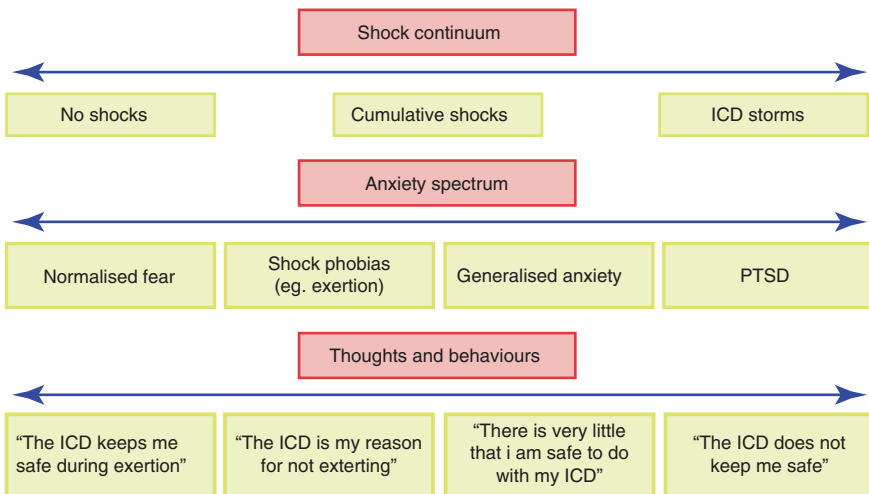 Shock continuum
No shocks
Cumulative shocks
ICD storms
Anxiety spectrum
Normalised fear
Shock phobias
(eg. exertion)
Generalised anxiety
PTSD
Thoughts and behaviours
“The ICD keeps me
safe during exertion”
“The ICD is my reason
for not exterting”
“There is very little
that i am safe to do
with my ICD”
“The ICD does not
keep me safe”